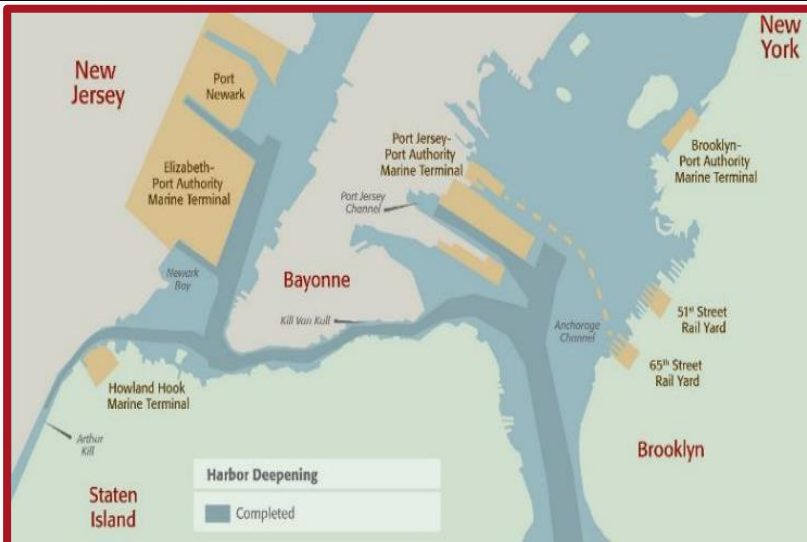 New
Jersey
Port
Newark
Elizabeth-
Port Authority
Marine Terminal
Newark
Bay
Howland Hook
Marine Terminal
Arthur
Kill
Staten
Island
Bayonne
Kill Van Kull
Port Jersey-
Port Authority
Marine Terminal
Port Jersey
Channel
Anchorage
Channel
New
York
Brooklyn-
Port Authority
Marine Terminal
51st Street
Rail Yard
65th Street
Rail Yard
Brooklyn
Harbor Deepening
Completed